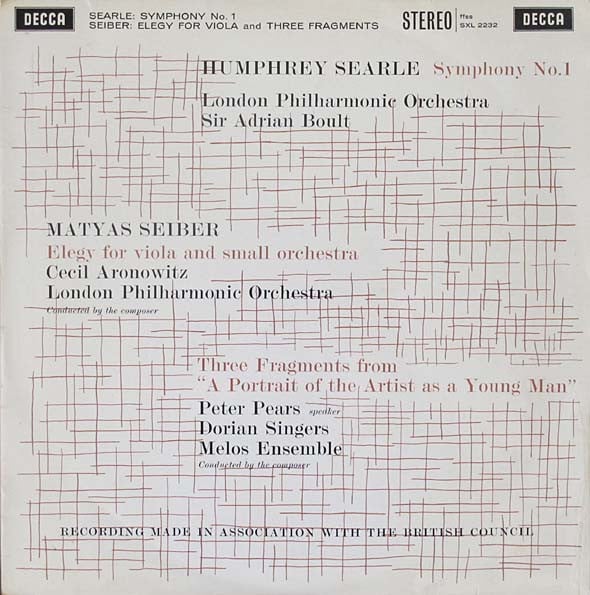 DECCA
SEARLE: SYMPHONY No. 1
SEIBER: ELEGY FOR VIOLA and THREE FRAGMENTS
STEREO
ffss
SXL 2232
DECCA
HUMPHREY SEARLE Symphony No.1
London Philharmonic Orchestra
Sir Adrian Boult
MATYAS SEIBER
Elegy for viola and small orchestra
Cecil Aronowitz
London Philharmonic Orchestra
Conducted by the composer
Three Fragments from
“A Portrait of the Artist as a Young Man”
Peter Pears speaker
Dorian Singers
Melos Ensemble
Conducted by the composer
RECORDING MADE IN ASSOCIATION WITH THE BRITISH COUNCIL